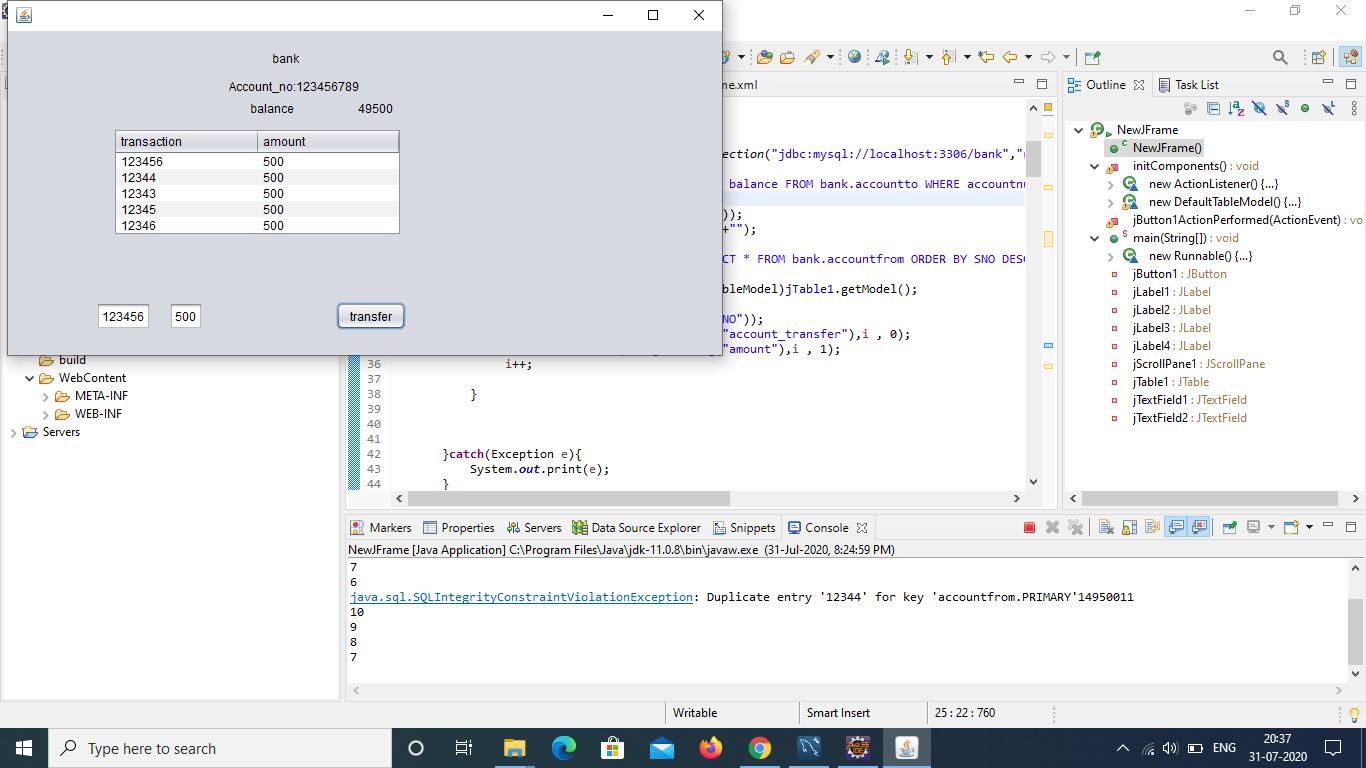 bank
Account_no:123456789
balance 49500
transaction amount
123456 500
12344 500
12343 500
12345 500
12346 500
123456 500 transfer
build
WebContent
META-INF
WEB-INF
Servers
me.xml
ection("jdbc:mysql://localhost:3306/bank","
balance FROM bank.accountto WHERE accountn
));
+"");
CT * FROM bank.accountfrom ORDER BY SNO DESC
bleModel)jTable1.getModel();
NO"));
"account_transfer"),i , 0);
"amount"),i , 1);
36 i++;
37
38 }
39
40
41
42 }catch(Exception e){
43 System.out.print(e);
44 }
Outline Task List
NewJFrame
NewJFrame()
initComponents() : void
new ActionListener() {...}
new DefaultTableModel() {...}
jButton1ActionPerformed(ActionEvent) : vo
main(String[]) : void
new Runnable() {...}
jButton1 : JButton
jLabel1 : JLabel
jLabel2 : JLabel
jLabel3 : JLabel
jLabel4 : JLabel
jScrollPane1 : JScrollPane
jTable1 : JTable
jTextField1 : JTextField
jTextField2 : JTextField
Markers Properties Servers Data Source Explorer Snippets Console
NewJFrame [Java Application] C:\Program Files\Java\jdk-11.0.8\bin\javaw.exe (31-Jul-2020, 8:24:59 PM)
7
6
java.sql.SQLIntegrityConstraintViolationException: Duplicate entry '12344' for key 'accountfrom.PRIMARY'14950011
10
9
8
7
Writable Smart Insert 25 : 22 : 760
Type here to search
ENG
20:37
31-07-2020